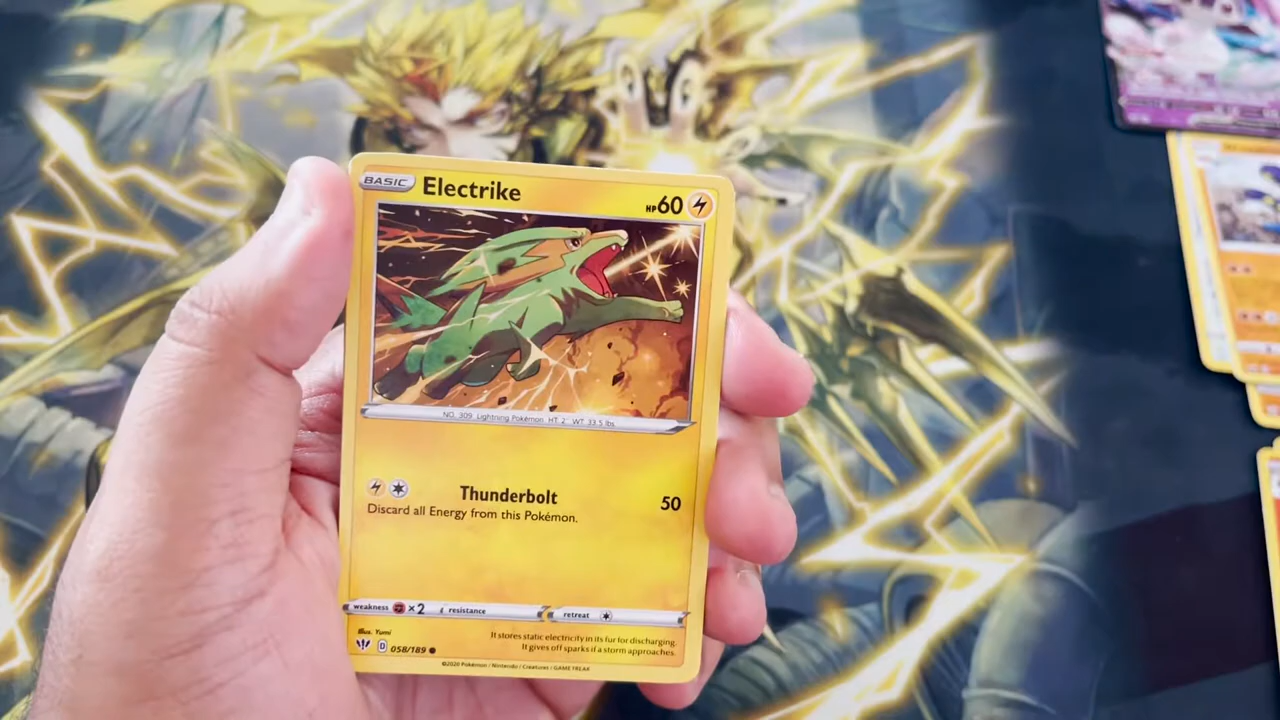 BASIC Electrike HP60
NO. 309 Lightning Pokémon HT: 2' WT: 33.5 lbs.
Thunderbolt 50
Discard all Energy from this Pokémon.
weakness ×2 resistance retreat
Illus. Yumi
It stores static electricity in its fur for discharging.
It gives off sparks if a storm approaches.
D 058/189
©2020 Pokémon / Nintendo / Creatures / GAME FREAK